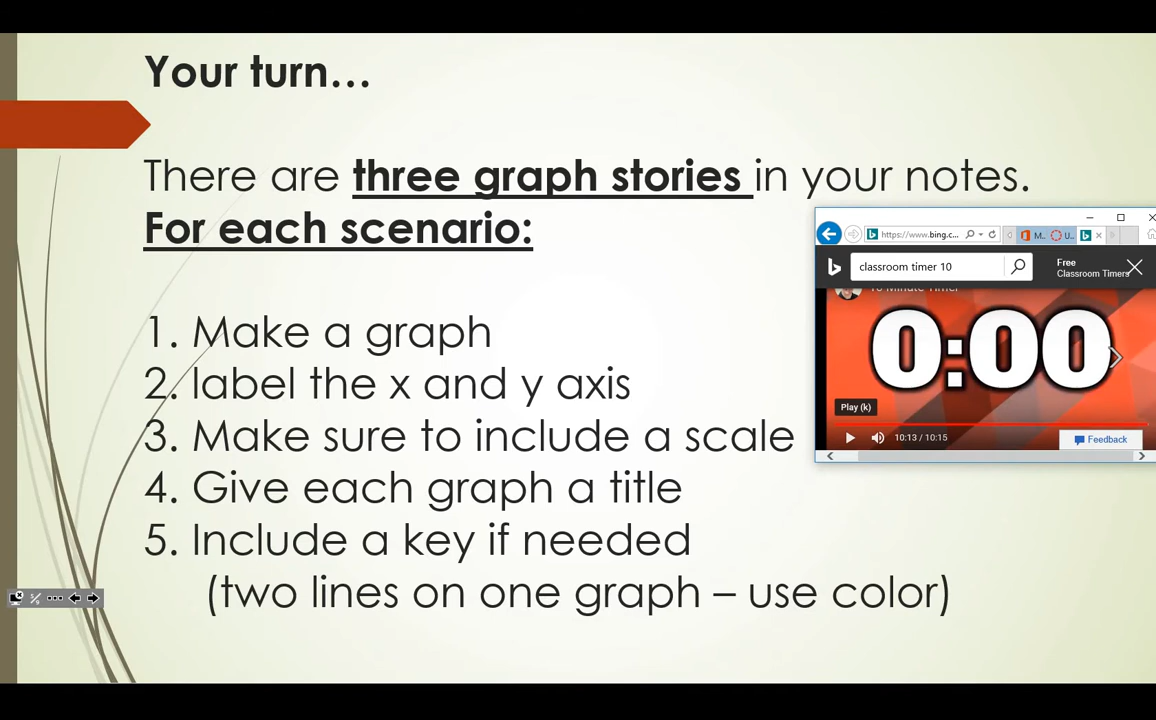 Your turn…
There are three graph stories in your notes.
For each scenario:
1. Make a graph
2. label the x and y axis
3. Make sure to include a scale
4. Give each graph a title
5. Include a key if needed
(two lines on one graph – use color)
https://www.bing.c...
M..
U..
classroom timer 10
Free
Classroom Timers
10 Minute Timer
0:00
Play (k)
10:13 / 10:15
Feedback